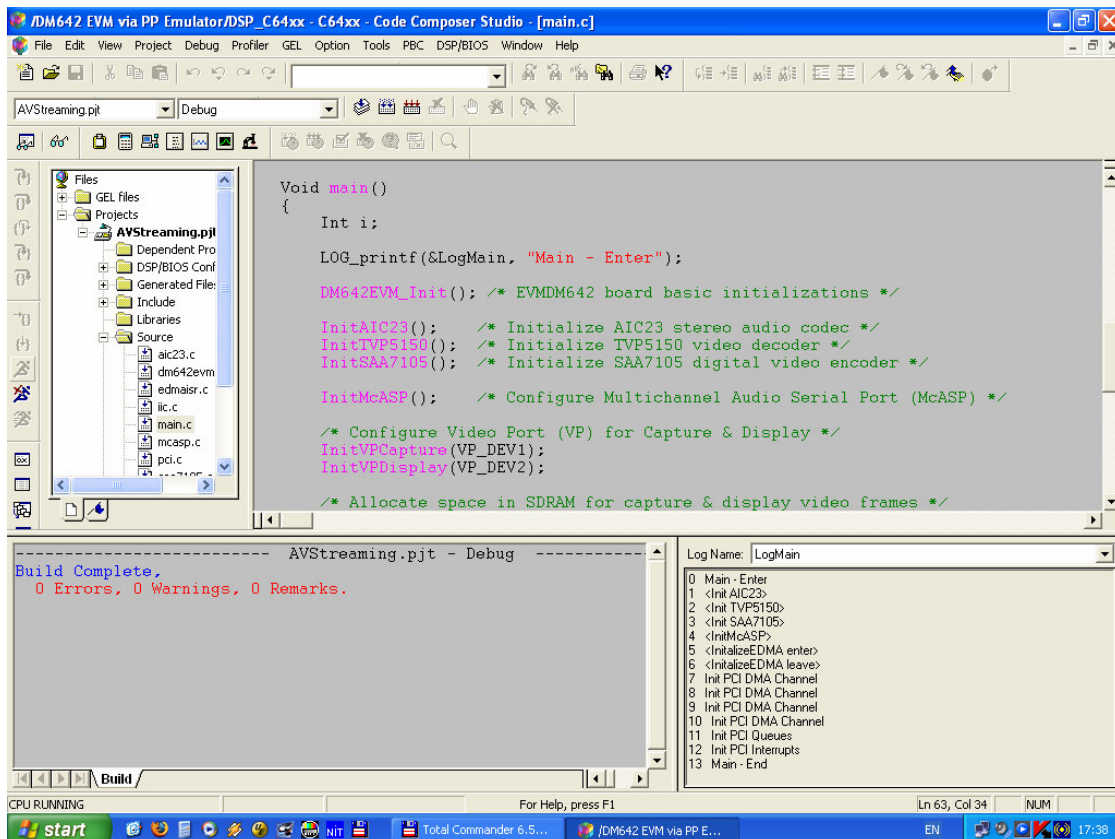 /DM642 EVM via PP Emulator/DSP_C64xx - C64xx - Code Composer Studio - [main.c]
File Edit View Project Debug Profiler GEL Option Tools PBC DSP/BIOS Window Help
AVStreaming.pjt Debug
Files
GEL files
Projects
AVStreaming.pjt
Dependent Pro
DSP/BIOS Conf
Generated File:
Include
Libraries
Source
aic23.c
dm642evm
edmaisr.c
iic.c
main.c
mcasp.c
pci.c
Void main()
{
Int i;
LOG_printf(&LogMain, "Main - Enter");
DM642EVM_Init(); /* EVMDM642 board basic initializations */
InitAIC23(); /* Initialize AIC23 stereo audio codec */
InitTVP5150(); /* Initialize TVP5150 video decoder */
InitSAA7105(); /* Initialize SAA7105 digital video encoder */
InitMcASP(); /* Configure Multichannel Audio Serial Port (McASP) */
/* Configure Video Port (VP) for Capture & Display */
InitVPCapture(VP_DEV1);
InitVPDisplay(VP_DEV2);
/* Allocate space in SDRAM for capture & display video frames */
------------------------- AVStreaming.pjt - Debug -----------
Build Complete,
0 Errors, 0 Warnings, 0 Remarks.
Build
Log Name: LogMain
0 Main - Enter
1 <Init AIC23>
2 <Init TVP5150>
3 <Init SAA7105>
4 <InitMcASP>
5 <InitalizeEDMA enter>
6 <InitalizeEDMA leave>
7 Init PCI DMA Channel
8 Init PCI DMA Channel
9 Init PCI DMA Channel
10 Init PCI DMA Channel
11 Init PCI Queues
12 Init PCI Interrupts
13 Main - End
CPU RUNNING For Help, press F1 Ln 63, Col 34 NUM
start NIT Total Commander 6.5... /DM642 EVM via PP E... EN 17:38